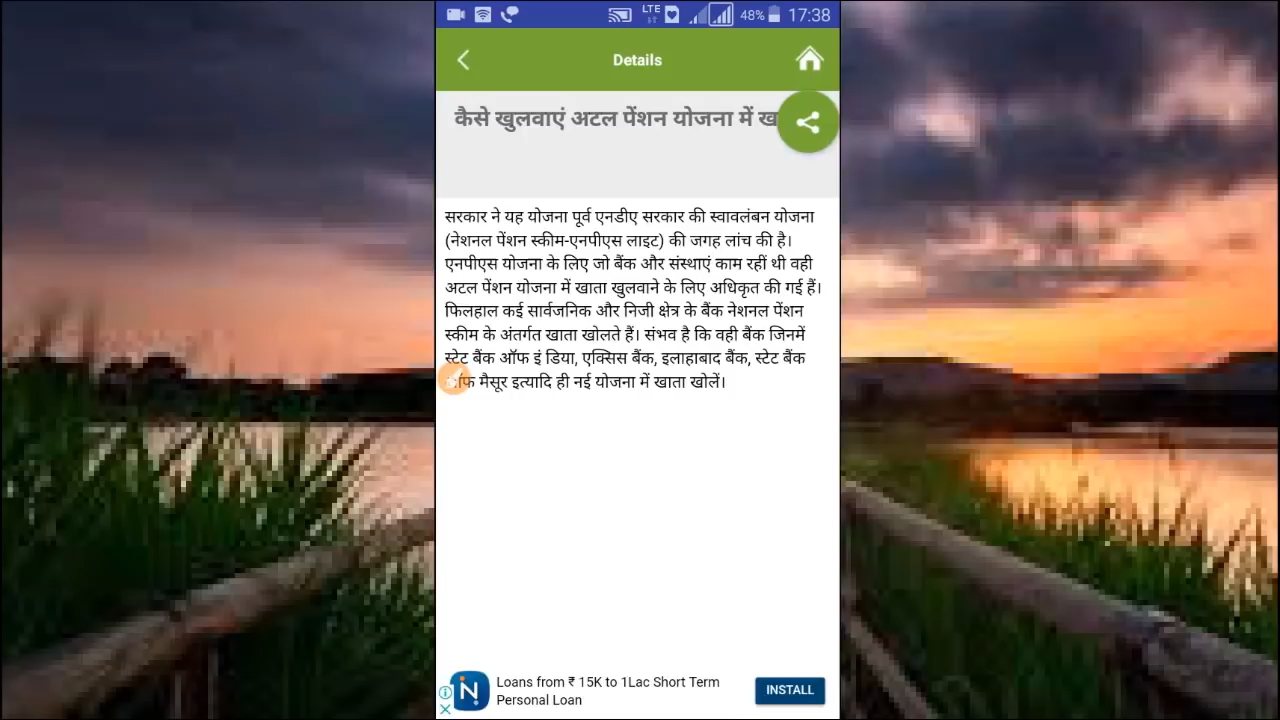 LTE 48% 17:38
Details
कैसे खुलवाएं अटल पेंशन योजना में
सरकार ने यह योजना पूर्व एनडीए सरकार की स्वावलंबन योजना
(नेशनल पेंशन स्कीम-एनपीएस लाइट) की जगह लांच की है।
एनपीएस योजना के लिए जो बैंक और संस्थाएं काम रहीं थी वही
अटल पेंशन योजना में खाता खुलवाने के लिए अधिकृत की गई हैं।
फिलहाल कई सार्वजनिक और निजी क्षेत्र के बैंक नेशनल पेंशन
स्कीम के अंतर्गत खाता खोलते हैं। संभव है कि वही बैंक जिनमें
स्टेट बैंक ऑफ इं डिया, एक्सिस बैंक, इलाहाबाद बैंक, स्टेट बैंक
मैसूर इत्यादि ही नई योजना में खाता खोलें।
Loans from ₹ 15K to 1Lac Short Term
Personal Loan
INSTALL